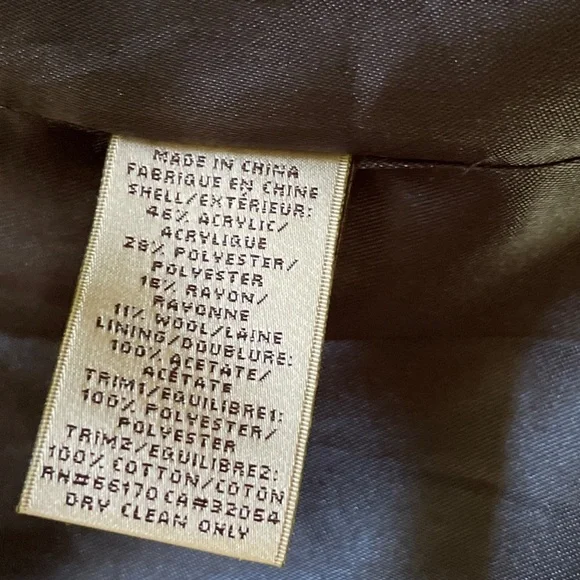 MADE IN CHINA
FABRIQUE EN CHINE
SHELL/EXTÉRIEUR:
46% ACRYLIC/
ACRYLIQUE
28% POLYESTER/
POLYESTER
15% RAYON/
RAYONNE
11% WOOL/LAINE
LINING/DOUBLURE:
100% ACETATE/
ACÉTATE
TRIM1/EQUILIBRE1:
100% POLYESTER/
POLYESTER
TRIM2/EQUILIBRE2:
100% COTTON/COTON
RN#66170 CA#32054
DRY CLEAN ONLY